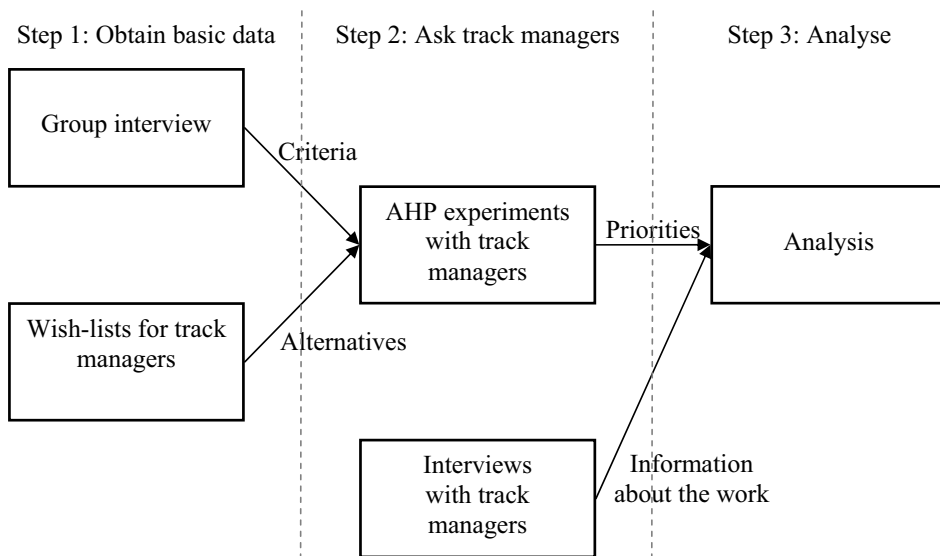 Step 1: Obtain basic data
Step 2: Ask track managers
Step 3: Analyse
Group interview
Criteria
AHP experiments
with track
managers
Priorities
Analysis
Wish-lists for track
managers
Alternatives
Interviews
with track
managers
Information
about the work